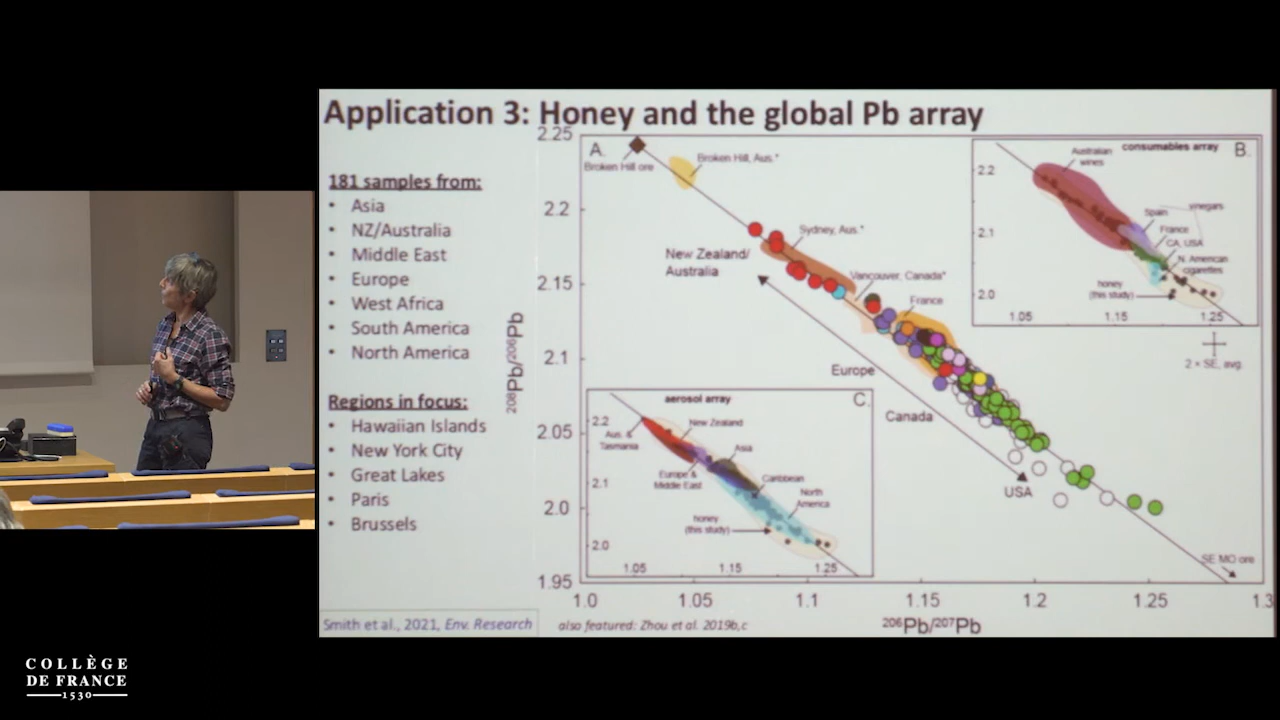 Application 3: Honey and the global Pb array
181 samples from:
• Asia
• NZ/Australia
• Middle East
• Europe
• West Africa
• South America
• North America
Regions in focus:
• Hawaiian Islands
• New York City
• Great Lakes
• Paris
• Brussels
Smith et al., 2021, Env. Research
also featured: Zhou et al. 2019b,c
A.
2.25
2.2
2.15
2.1
2.05
2.0
1.95
208Pb/206Pb
1.0 1.05 1.1 1.15 1.2 1.25 1.3
206Pb/207Pb
Broken Hill ore
Broken Hill, Aus.*
Sydney, Aus.*
New Zealand/
Australia
Vancouver, Canada*
France
Europe
Canada
USA
SE MO ore
2 × SE, avg.
consumables array B.
Australian
wines
Spain
vinegars
France
CA, USA
N. American
cigarettes
honey
(this study)
2.2
2.1
2.0
1.05 1.15 1.25
aerosol array C.
New Zealand
Aus. &
Tasmania
Asia
Europe &
Middle East
Caribbean
North
America
honey
(this study)
2.2
2.1
2.0
1.05 1.15 1.25
COLLÈGE
DE FRANCE
1530